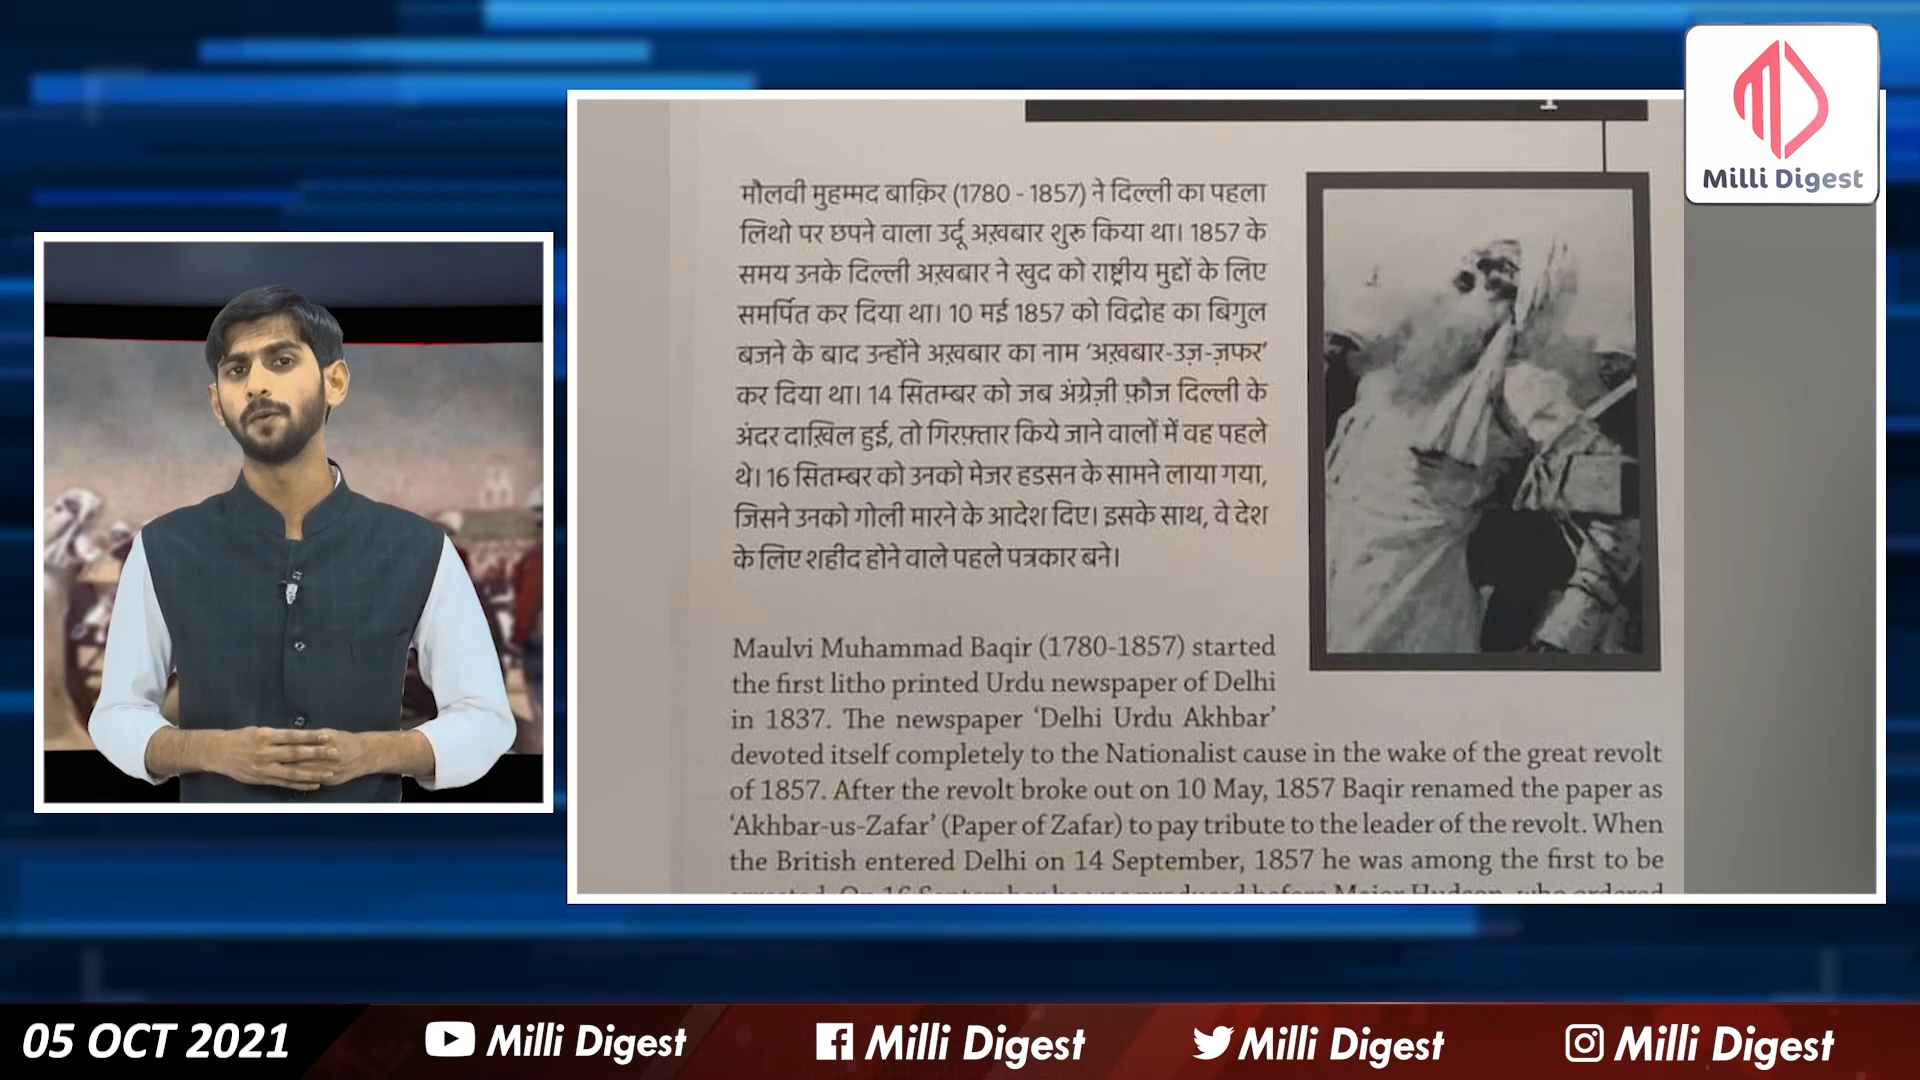 Milli Digest
मौलवी मुहम्मद बाक़िर (1780 - 1857) ने दिल्ली का पहला
लिथो पर छपने वाला उर्दू अख़बार शुरू किया था। 1857 के
समय उनके दिल्ली अख़बार ने खुद को राष्ट्रीय मुद्दों के लिए
समर्पित कर दिया था। 10 मई 1857 को विद्रोह का बिगुल
बजने के बाद उन्होंने अख़बार का नाम ‘अख़बार-उज़-ज़फर’
कर दिया था। 14 सितम्बर को जब अंग्रेज़ी फ़ौज दिल्ली के
अंदर दाख़िल हुई, तो गिरफ़्तार किये जाने वालों में वह पहले
थे। 16 सितम्बर को उनको मेजर हडसन के सामने लाया गया,
जिसने उनको गोली मारने के आदेश दिए। इसके साथ, वे देश
के लिए शहीद होने वाले पहले पत्रकार बने।
Maulvi Muhammad Baqir (1780-1857) started
the first litho printed Urdu newspaper of Delhi
in 1837. The newspaper ‘Delhi Urdu Akhbar’
devoted itself completely to the Nationalist cause in the wake of the great revolt
of 1857. After the revolt broke out on 10 May, 1857 Baqir renamed the paper as
‘Akhbar-us-Zafar’ (Paper of Zafar) to pay tribute to the leader of the revolt. When
the British entered Delhi on 14 September, 1857 he was among the first to be
05 OCT 2021 Milli Digest Milli Digest Milli Digest Milli Digest